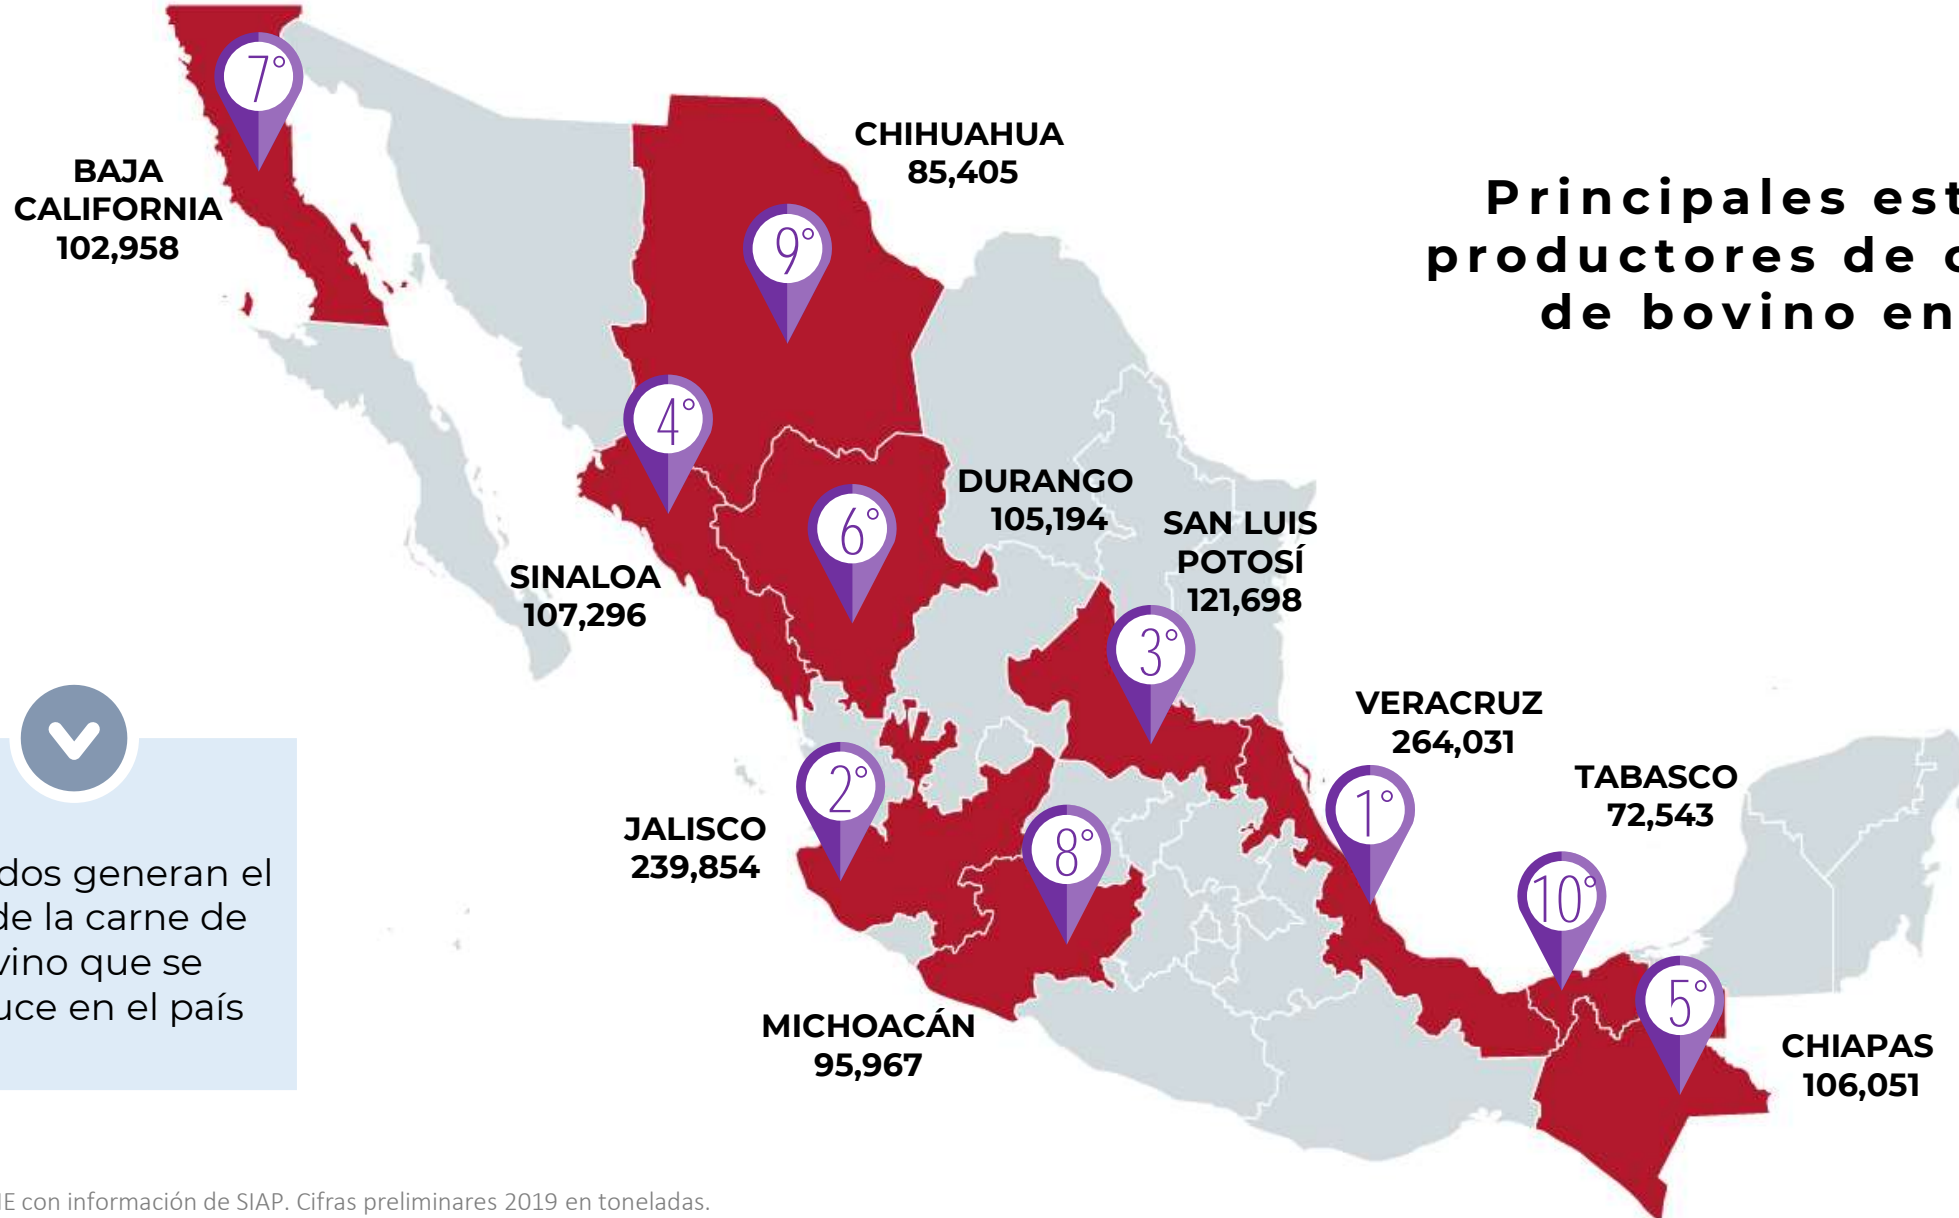 Principales est
productores de
de bovino en
7°
BAJA
CALIFORNIA
102,958
CHIHUAHUA
85,405
9°
4°
SINALOA
107,296
6°
DURANGO
105,194
SAN LUIS
POTOSÍ
121,698
3°
VERACRUZ
264,031
1°
TABASCO
72,543
10°
5°
CHIAPAS
106,051
2°
JALISCO
239,854
8°
MICHOACÁN
95,967
dos generan el
de la carne de
vino que se
uce en el país
IE con información de SIAP. Cifras preliminares 2019 en toneladas.